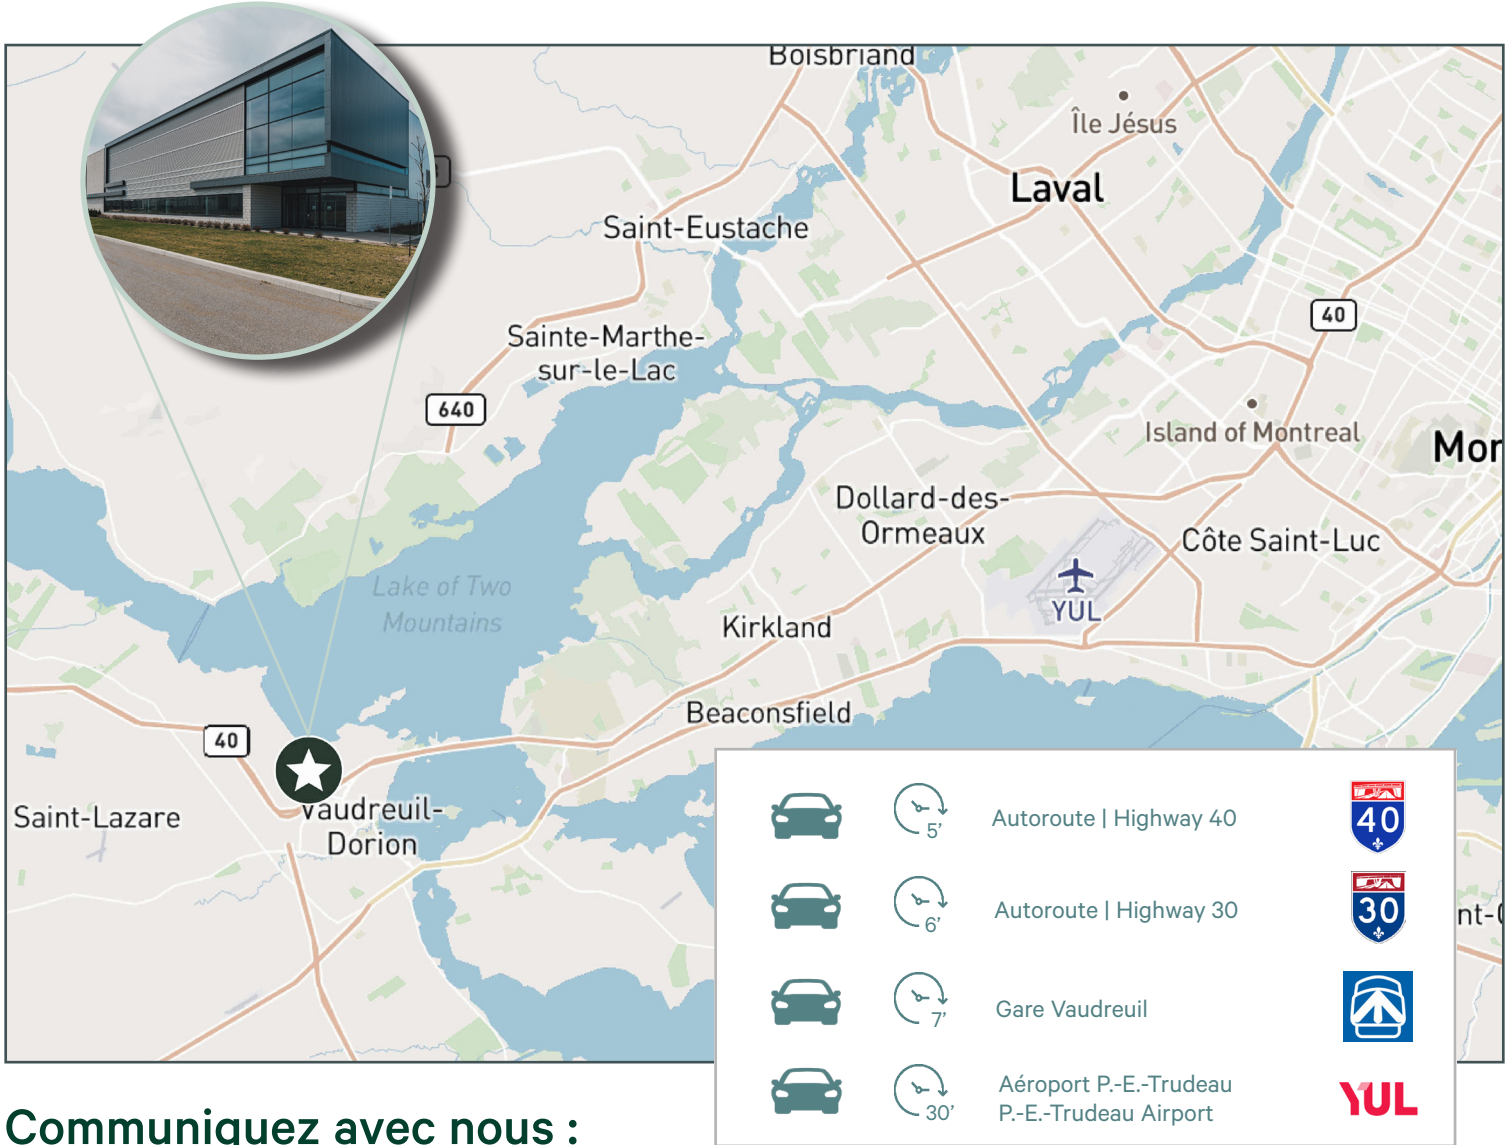 Boisbriand
Île Jésus
Laval
Saint-Eustache
40
Sainte-Marthe-
sur-le-Lac
640
Island of Montreal
Dollard-des-
Ormeaux
Côte Saint-Luc
Lake of Two
Mountains
YUL
Kirkland
Beaconsfield
40
Saint-Lazare
Vaudreuil-
Dorion
5’ Autoroute | Highway 40 40
6’ Autoroute | Highway 30 30
7’ Gare Vaudreuil
30’ Aéroport P.-E.-Trudeau
P.-E.-Trudeau Airport
YUL
Communiquez avec nous :